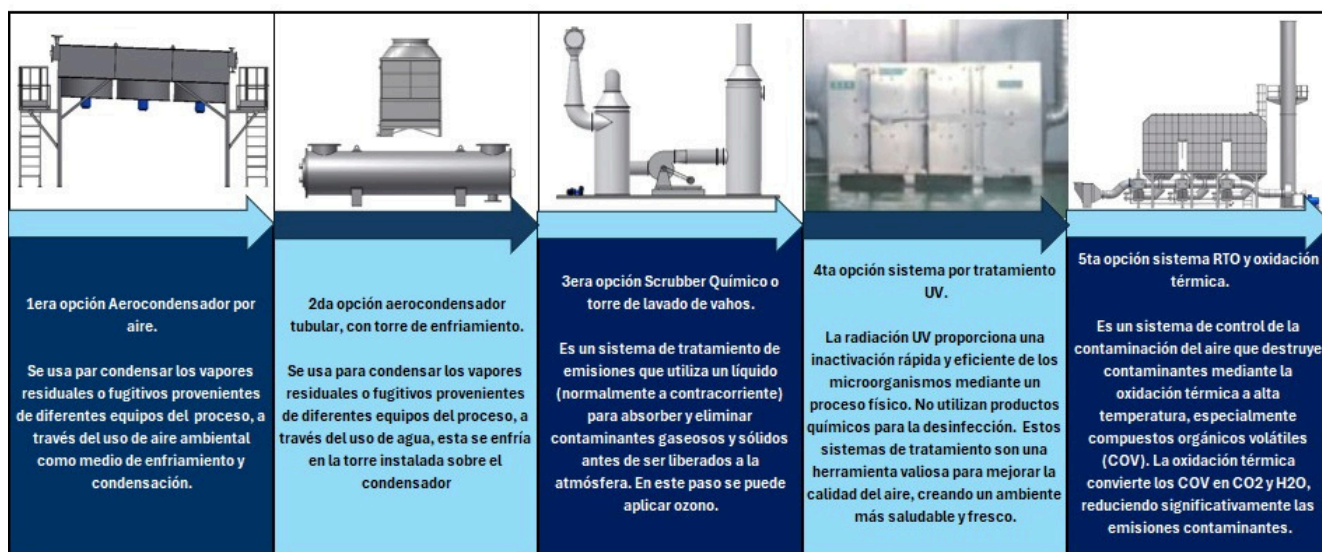 1era opción Aerocondensador por
aire.
Se usa par condensar los vapores
residuales o fugitivos provenientes
de diferentes equipos del proceso, a
través del uso de aire ambiental
como medio de enfriamiento y
condensación.
2da opción aerocondensador
tubular, con torre de enfriamiento.
Se usa para condensar los vapores
residuales o fugitivos provenientes
de diferentes equipos del proceso, a
través del uso de agua, esta se enfría
en la torre instalada sobre el
condensador
3era opción Scrubber Químico o
torre de lavado de vahos.
Es un sistema de tratamiento de
emisiones que utiliza un líquido
(normalmente a contracorriente)
para absorber y eliminar
contaminantes gaseosos y sólidos
antes de ser liberados a la
atmósfera. En este paso se puede
aplicar ozono.
4ta opción sistema por tratamiento
UV.
La radiación UV proporciona una
inactivación rápida y eficiente de los
microorganismos mediante un
proceso físico. No utilizan productos
químicos para la desinfección. Estos
sistemas de tratamiento son una
herramienta valiosa para mejorar la
calidad del aire, creando un ambiente
más saludable y fresco.
5ta opción sistema RTO y oxidación
térmica.
Es un sistema de control de la
contaminación del aire que destruye
contaminantes mediante la
oxidación térmica a alta
temperatura, especialmente
compuestos orgánicos volátiles
(COV). La oxidación térmica
convierte los COV en CO2 y H2O,
reduciendo significativamente las
emisiones contaminantes.